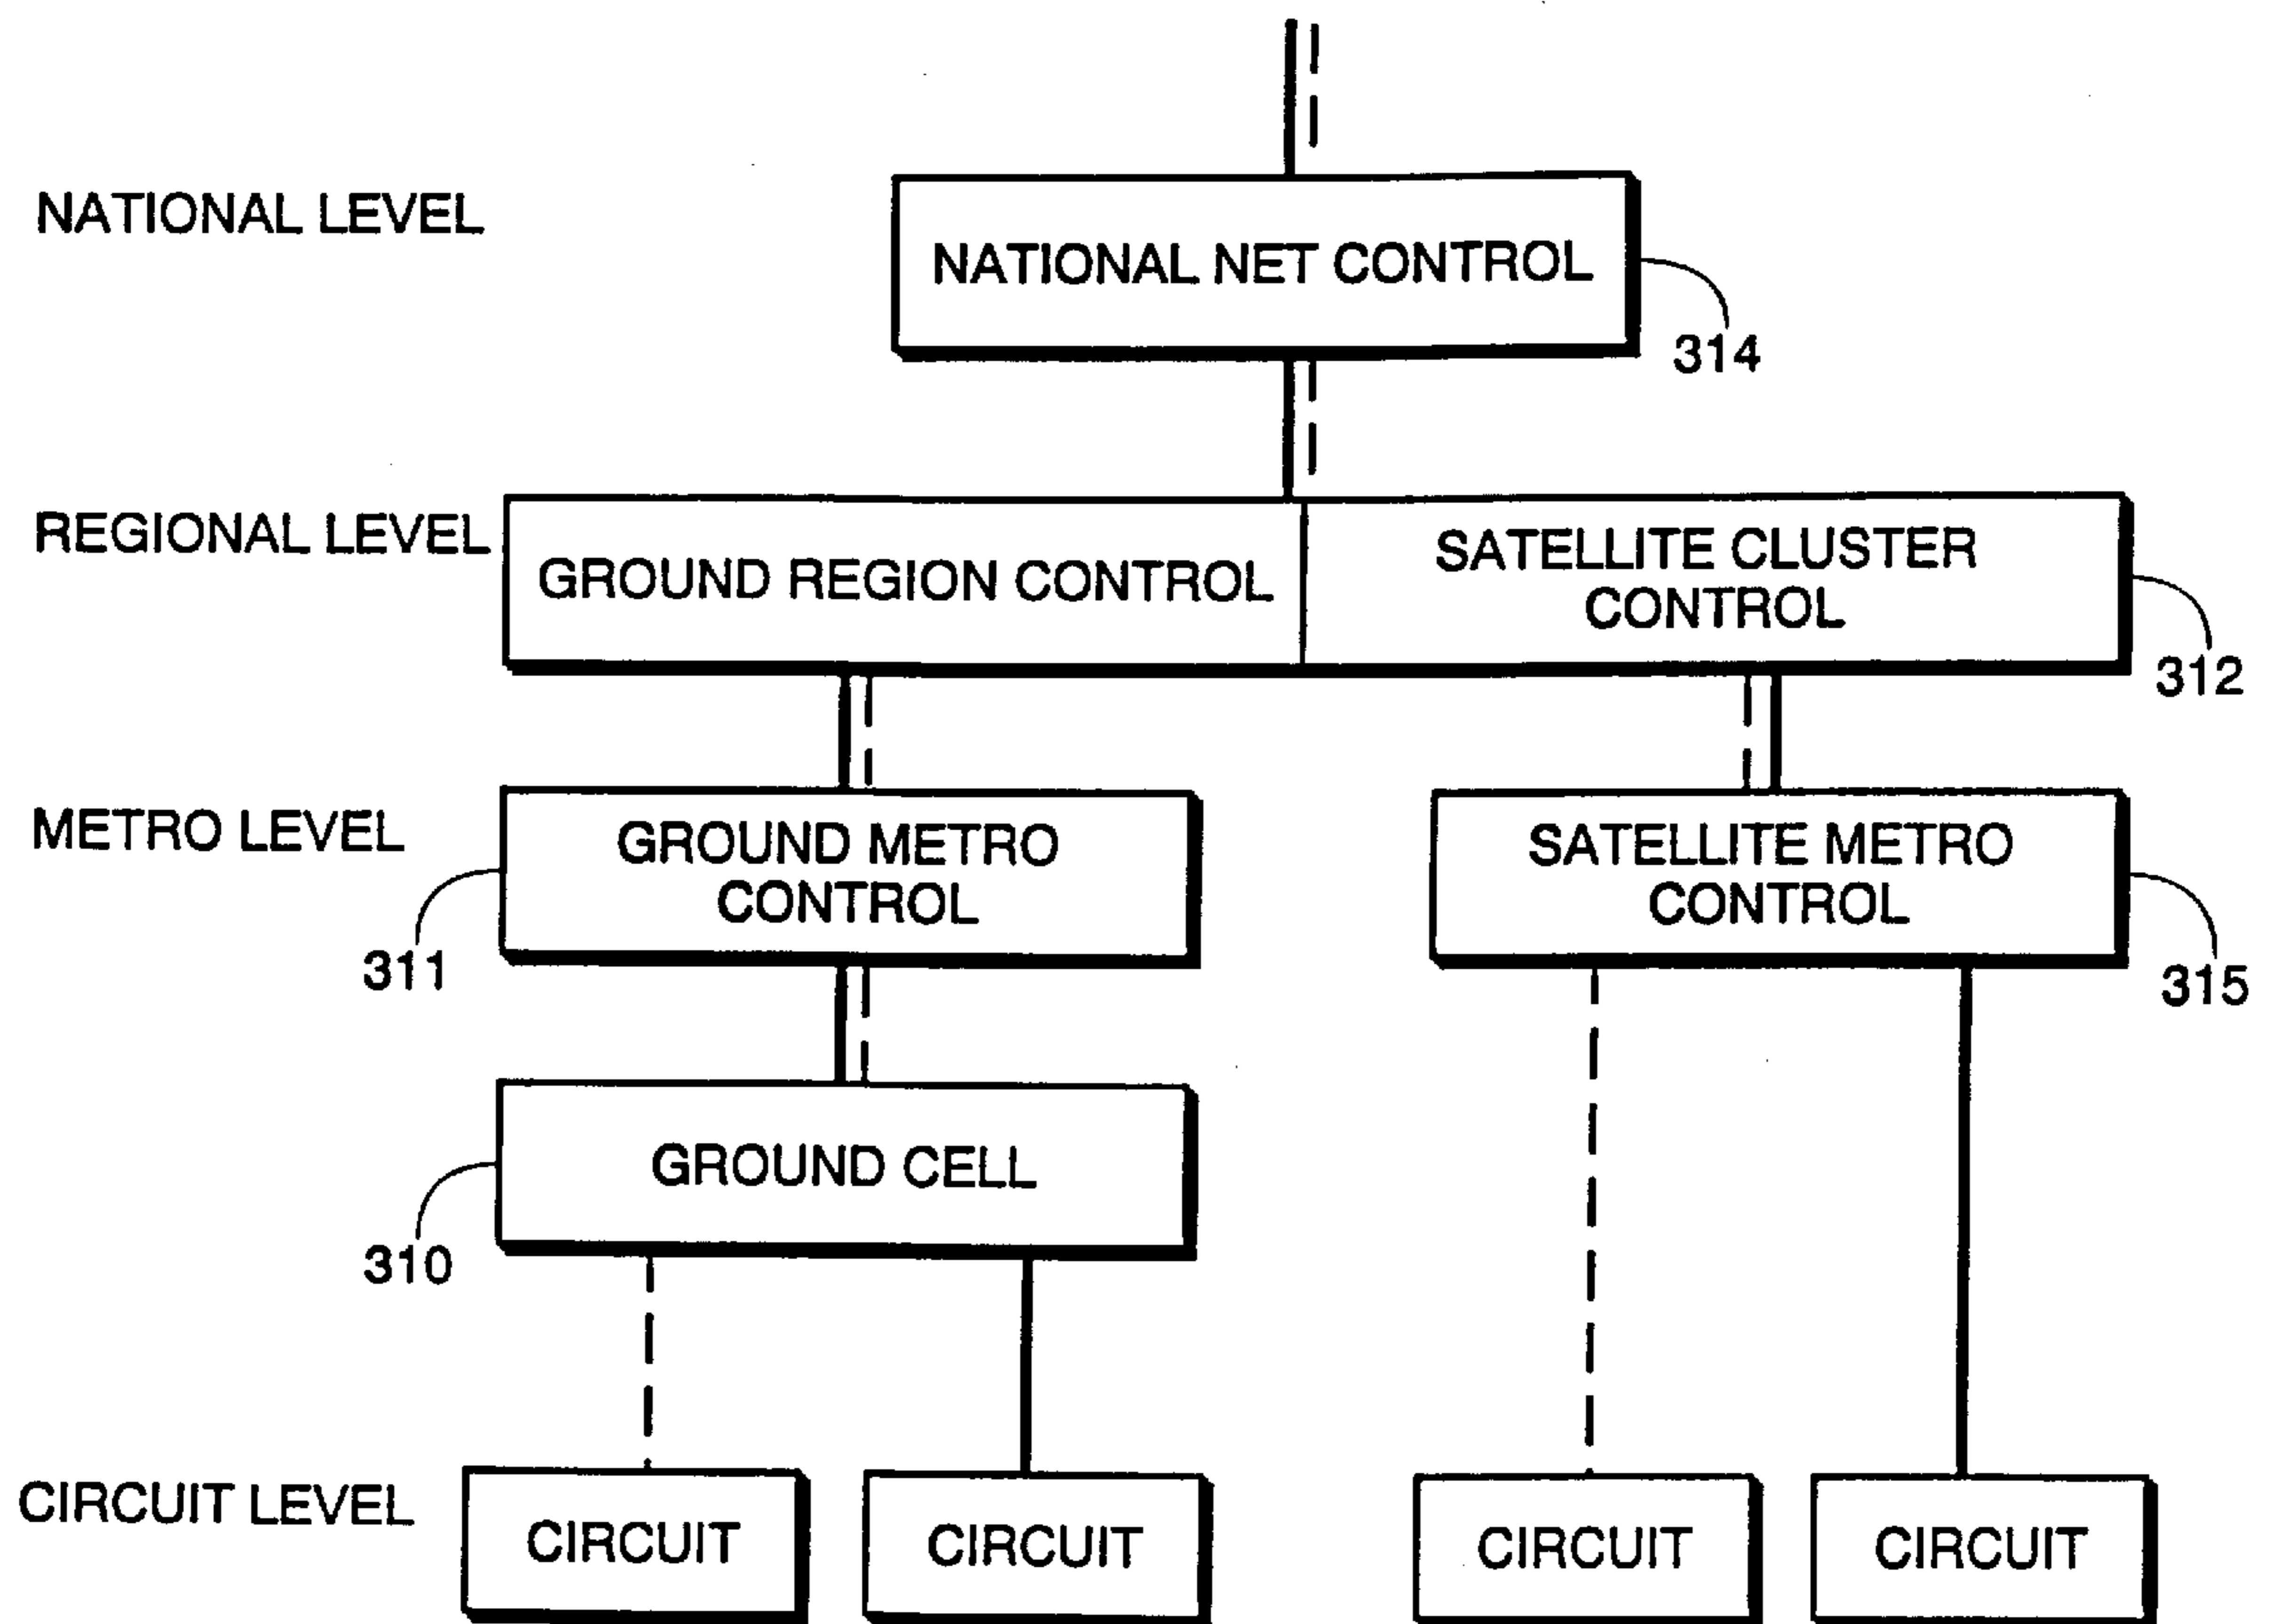 NATIONAL LEVEL
NATIONAL NET CONTROL
314
REGIONAL LEVEL
GROUND REGION CONTROL
SATELLITE CLUSTER
CONTROL
312
METRO LEVEL
GROUND METRO
CONTROL
311
SATELLITE METRO
CONTROL
315
GROUND CELL
310
CIRCUIT LEVEL
CIRCUIT
CIRCUIT
CIRCUIT
CIRCUIT